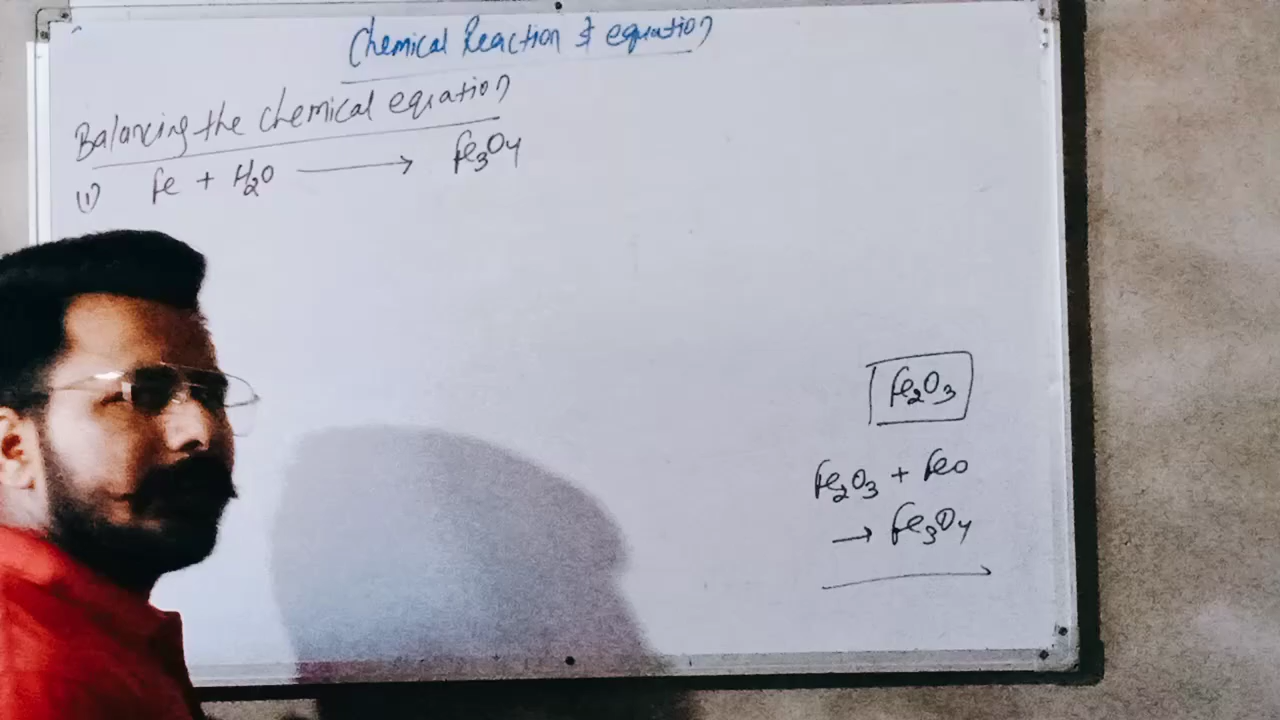 Chemical Reaction & equation
Balancing the chemical equation
(1) Fe + H₂O ⟶ Fe₃O₄
Fe₂O₃
Fe₂O₃ + FeO
→ Fe₃O₄